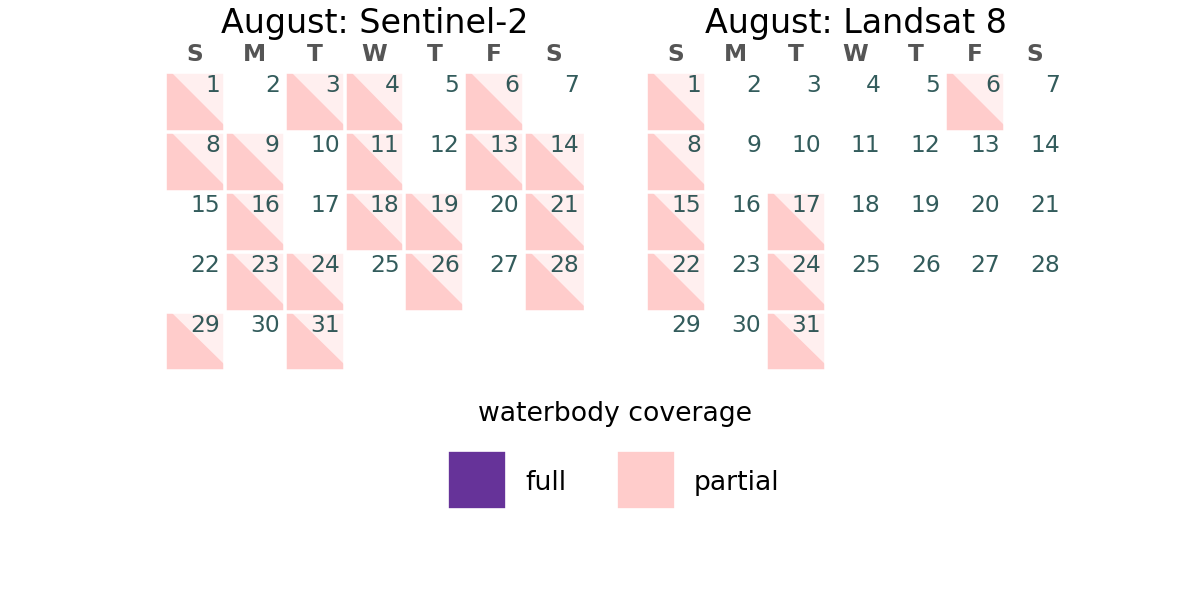 August: Sentinel-2
S M T W T F S
1 2 3 4 5 6 7
8 9 10 11 12 13 14
15 16 17 18 19 20 21
22 23 24 25 26 27 28
29 30 31
August: Landsat 8
S M T W T F S
1 2 3 4 5 6 7
8 9 10 11 12 13 14
15 16 17 18 19 20 21
22 23 24 25 26 27 28
29 30 31
waterbody coverage
full
partial